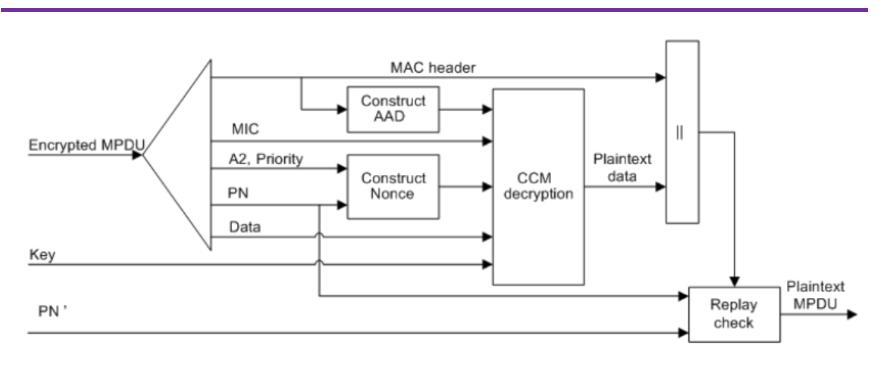 MAC header
Construct
AAD
MIC
Encrypted MPDU
A2, Priority
Construct
Nonce
PN
Data
CCM
decryption
Plaintext
data
||
Key
PN '
Replay
check
Plaintext
MPDU